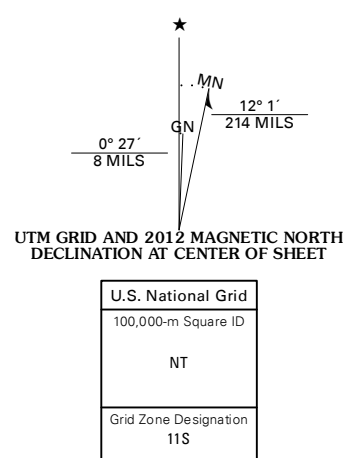 ★
MN
GN
12° 1´
214 MILS
0° 27´
8 MILS
UTM GRID AND 2012 MAGNETIC NORTH
DECLINATION AT CENTER OF SHEET
U.S. National Grid
100,000-m Square ID
NT
Grid Zone Designation
11S